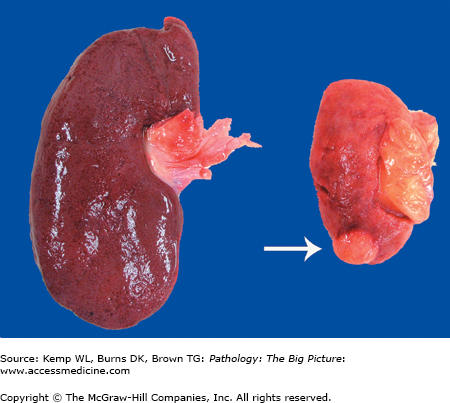 Source: Kemp WL, Burns DK, Brown TG: Pathology: The Big Picture:
www.accessmedicine.com
Copyright © The McGraw-Hill Companies, Inc. All rights reserved.